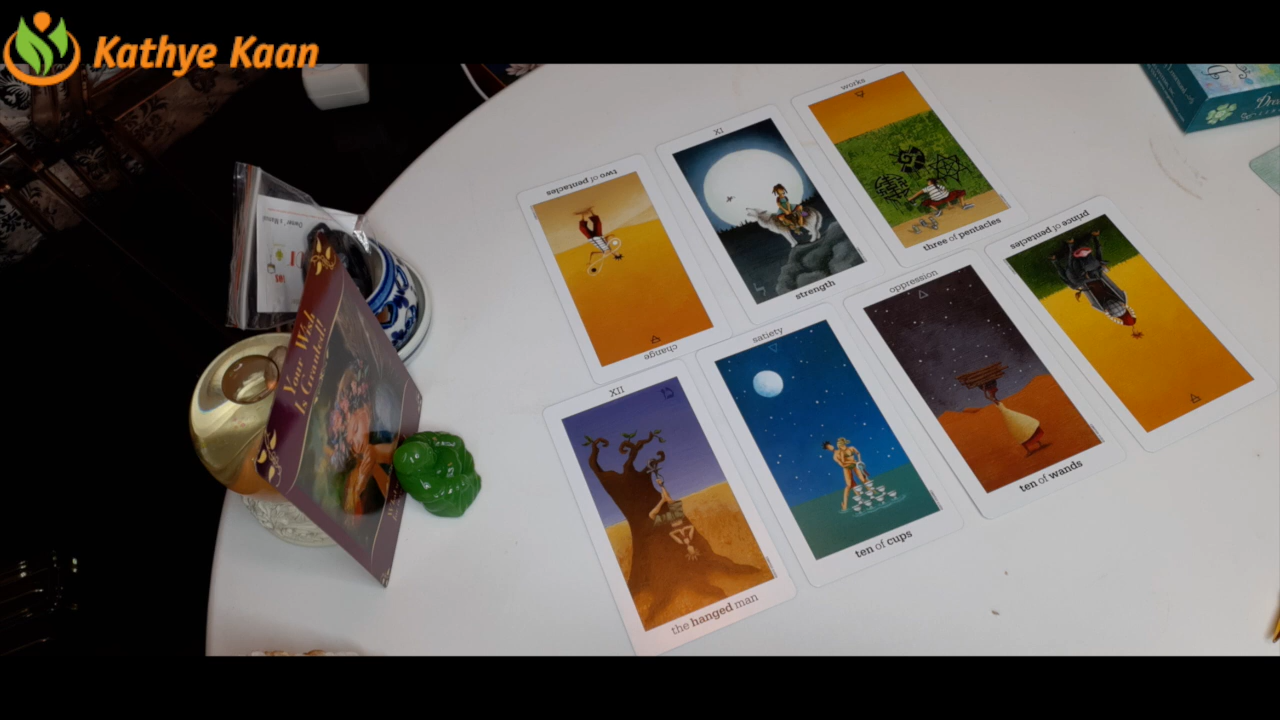 Kathye Kaan
works
XI
two of pentacles
three of pentacles
prince of pentacles
strength
oppression
change
satiety
XII
ten of wands
ten of cups
the hanged man
Your Wish
Is Granted!